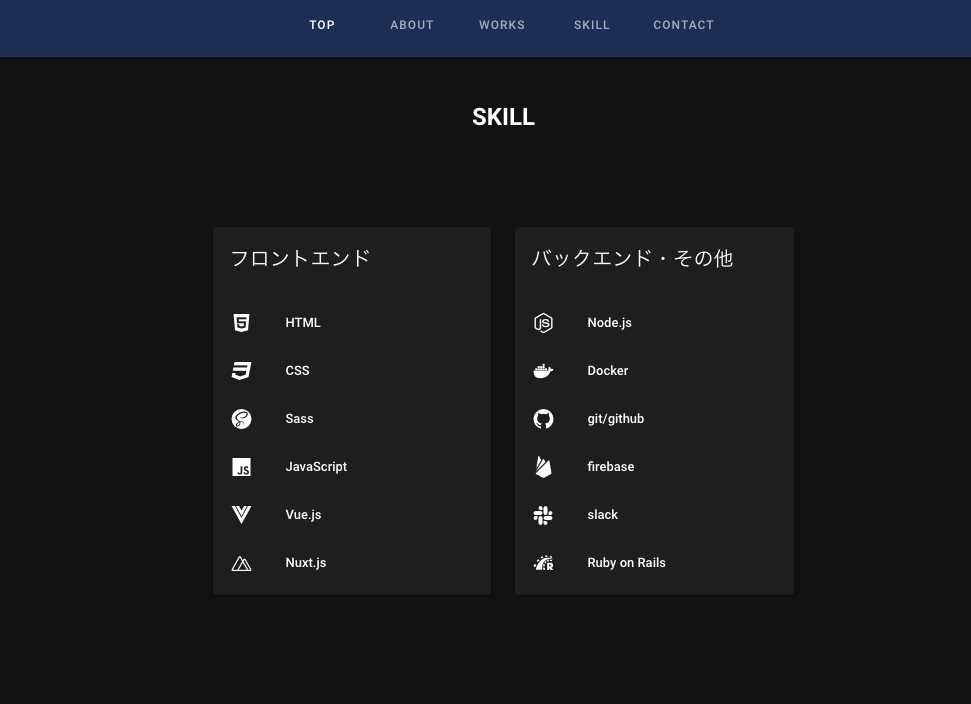 TOP ABOUT WORKS SKILL CONTACT
SKILL
フロントエンド
HTML
CSS
Sass
JS JavaScript
Vue.js
Nuxt.js
バックエンド・その他
JS Node.js
Docker
git/github
firebase
slack
R Ruby on Rails